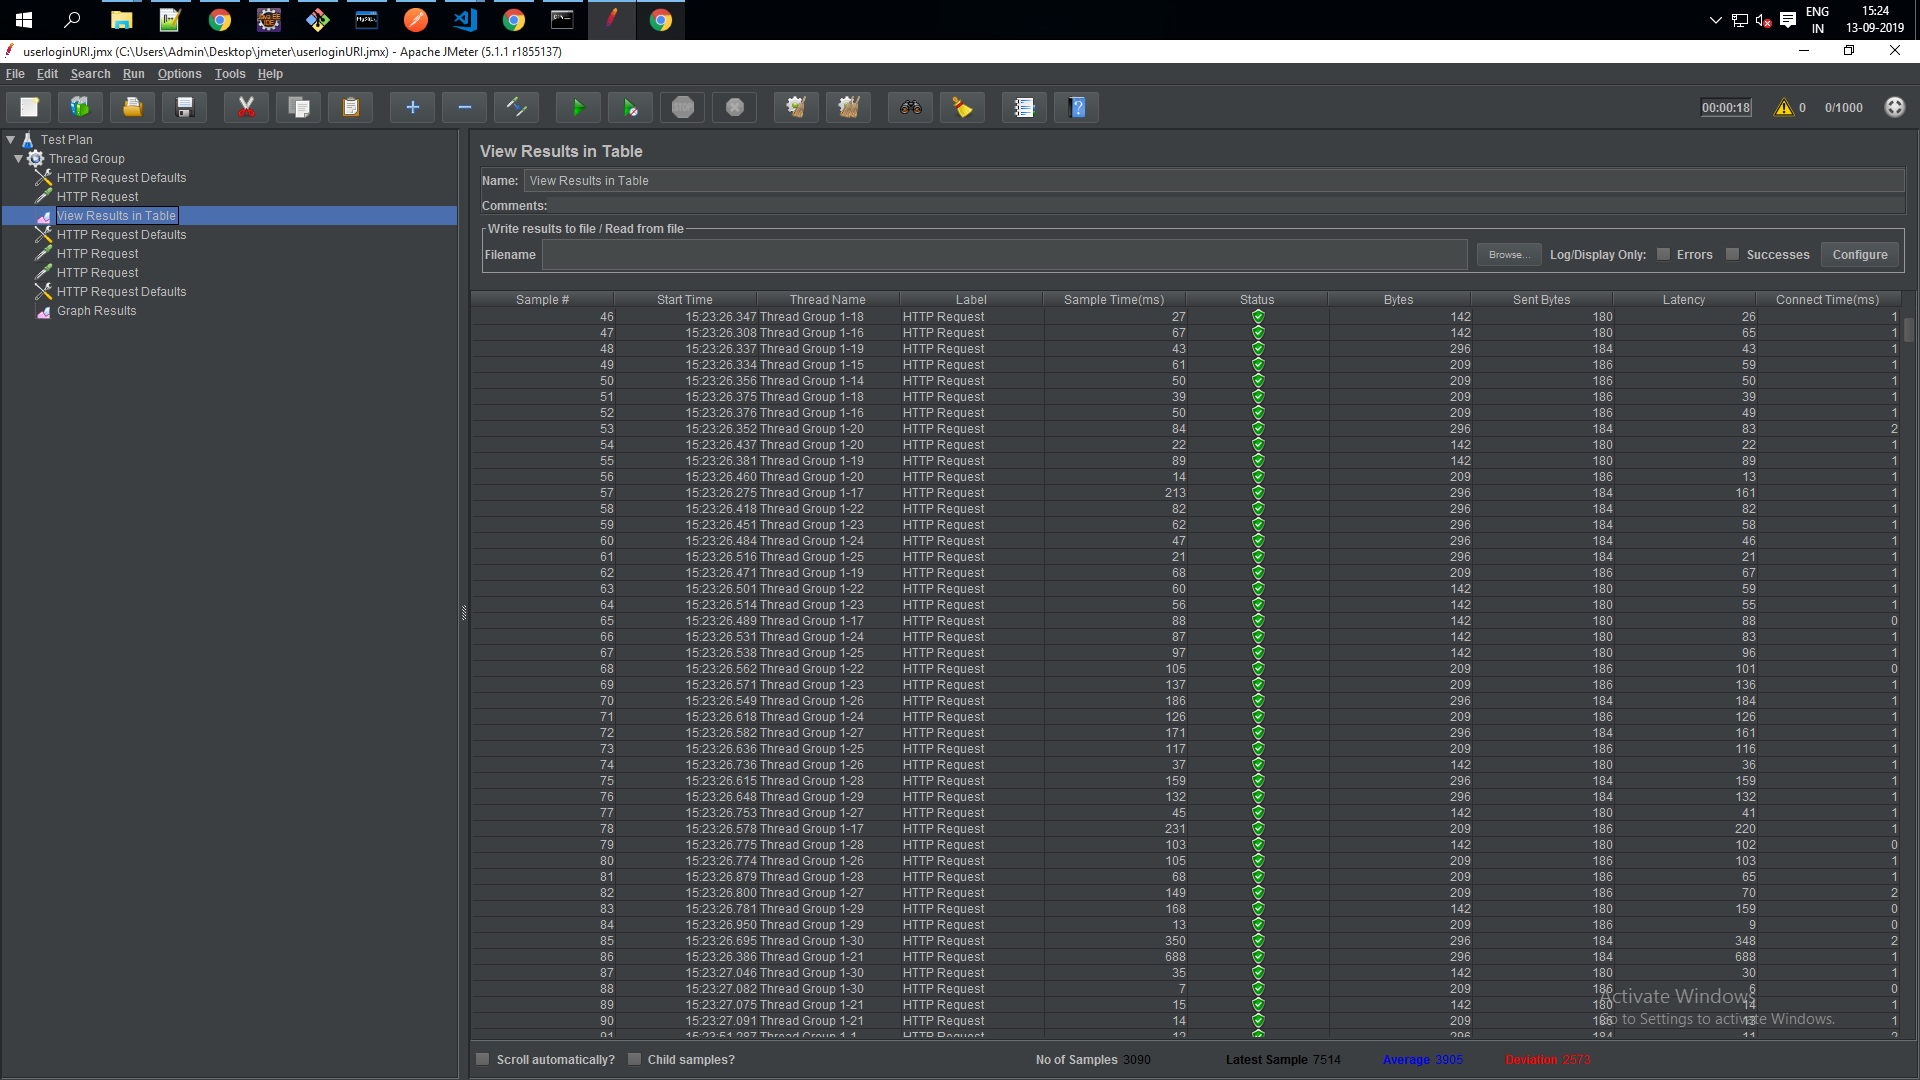 ENG
IN
15:24
13-09-2019
userloginURI.jmx (C:\Users\Admin\Desktop\jmeter\userloginURI.jmx) - Apache JMeter (5.1.1 r1855137)
File Edit Search Run Options Tools Help
STOP
00:00:18 0 0/1000
Test Plan
Thread Group
HTTP Request Defaults
HTTP Request
View Results in Table
HTTP Request Defaults
HTTP Request
HTTP Request
HTTP Request Defaults
Graph Results
View Results in Table
Name: View Results in Table
Comments:
Write results to file / Read from file
Filename Browse... Log/Display Only: Errors Successes Configure
Sample # Start Time Thread Name Label Sample Time(ms) Status Bytes Sent Bytes Latency Connect Time(ms)
46 15:23:26.347 Thread Group 1-18 HTTP Request 27 142 180 26 1
47 15:23:26.308 Thread Group 1-16 HTTP Request 67 142 180 65 1
48 15:23:26.337 Thread Group 1-19 HTTP Request 43 296 184 43 1
49 15:23:26.334 Thread Group 1-15 HTTP Request 61 209 186 59 1
50 15:23:26.356 Thread Group 1-14 HTTP Request 50 209 186 50 1
51 15:23:26.375 Thread Group 1-18 HTTP Request 39 209 186 39 1
52 15:23:26.376 Thread Group 1-16 HTTP Request 50 209 186 49 1
53 15:23:26.352 Thread Group 1-20 HTTP Request 84 296 184 83 2
54 15:23:26.437 Thread Group 1-20 HTTP Request 22 142 180 22 1
55 15:23:26.381 Thread Group 1-19 HTTP Request 89 142 180 89 1
56 15:23:26.460 Thread Group 1-20 HTTP Request 14 209 186 13 1
57 15:23:26.275 Thread Group 1-17 HTTP Request 213 296 184 161 1
58 15:23:26.418 Thread Group 1-22 HTTP Request 82 296 184 82 1
59 15:23:26.451 Thread Group 1-23 HTTP Request 62 296 184 58 1
60 15:23:26.484 Thread Group 1-24 HTTP Request 47 296 184 46 1
61 15:23:26.516 Thread Group 1-25 HTTP Request 21 296 184 21 1
62 15:23:26.471 Thread Group 1-19 HTTP Request 68 209 186 67 1
63 15:23:26.501 Thread Group 1-22 HTTP Request 60 142 180 59 1
64 15:23:26.514 Thread Group 1-23 HTTP Request 56 142 180 55 1
65 15:23:26.489 Thread Group 1-17 HTTP Request 88 142 180 88 0
66 15:23:26.531 Thread Group 1-24 HTTP Request 87 142 180 83 1
67 15:23:26.538 Thread Group 1-25 HTTP Request 97 142 180 96 1
68 15:23:26.562 Thread Group 1-22 HTTP Request 105 209 186 101 0
69 15:23:26.571 Thread Group 1-23 HTTP Request 137 209 186 136 1
70 15:23:26.549 Thread Group 1-26 HTTP Request 186 296 184 184 1
71 15:23:26.618 Thread Group 1-24 HTTP Request 126 209 186 126 1
72 15:23:26.582 Thread Group 1-27 HTTP Request 171 296 184 161 1
73 15:23:26.636 Thread Group 1-25 HTTP Request 117 209 186 116 1
74 15:23:26.736 Thread Group 1-26 HTTP Request 37 142 180 36 1
75 15:23:26.615 Thread Group 1-28 HTTP Request 159 296 184 159 1
76 15:23:26.648 Thread Group 1-29 HTTP Request 132 296 184 132 1
77 15:23:26.753 Thread Group 1-27 HTTP Request 45 142 180 41 1
78 15:23:26.578 Thread Group 1-17 HTTP Request 231 209 186 220 1
79 15:23:26.775 Thread Group 1-28 HTTP Request 103 142 180 102 0
80 15:23:26.774 Thread Group 1-26 HTTP Request 105 209 186 103 1
81 15:23:26.879 Thread Group 1-28 HTTP Request 68 209 186 65 1
82 15:23:26.800 Thread Group 1-27 HTTP Request 149 209 186 70 2
83 15:23:26.781 Thread Group 1-29 HTTP Request 168 142 180 159 0
84 15:23:26.950 Thread Group 1-29 HTTP Request 13 209 186 9 0
85 15:23:26.695 Thread Group 1-30 HTTP Request 350 296 184 348 2
86 15:23:26.386 Thread Group 1-21 HTTP Request 688 296 184 688 1
87 15:23:27.046 Thread Group 1-30 HTTP Request 35 142 180 30 1
88 15:23:27.082 Thread Group 1-30 HTTP Request 7 209 186 6 0
89 15:23:27.075 Thread Group 1-21 HTTP Request 15 142 180 14 1
90 15:23:27.091 Thread Group 1-21 HTTP Request 14 209 186 13 1
91 15:23:51.287 Thread Group 1-1 HTTP Request 12 296 184 11 2
Activate Windows
Go to Settings to activate Windows.
Scroll automatically? Child samples? No of Samples 3090 Latest Sample 7514 Average 3905 Deviation 2573